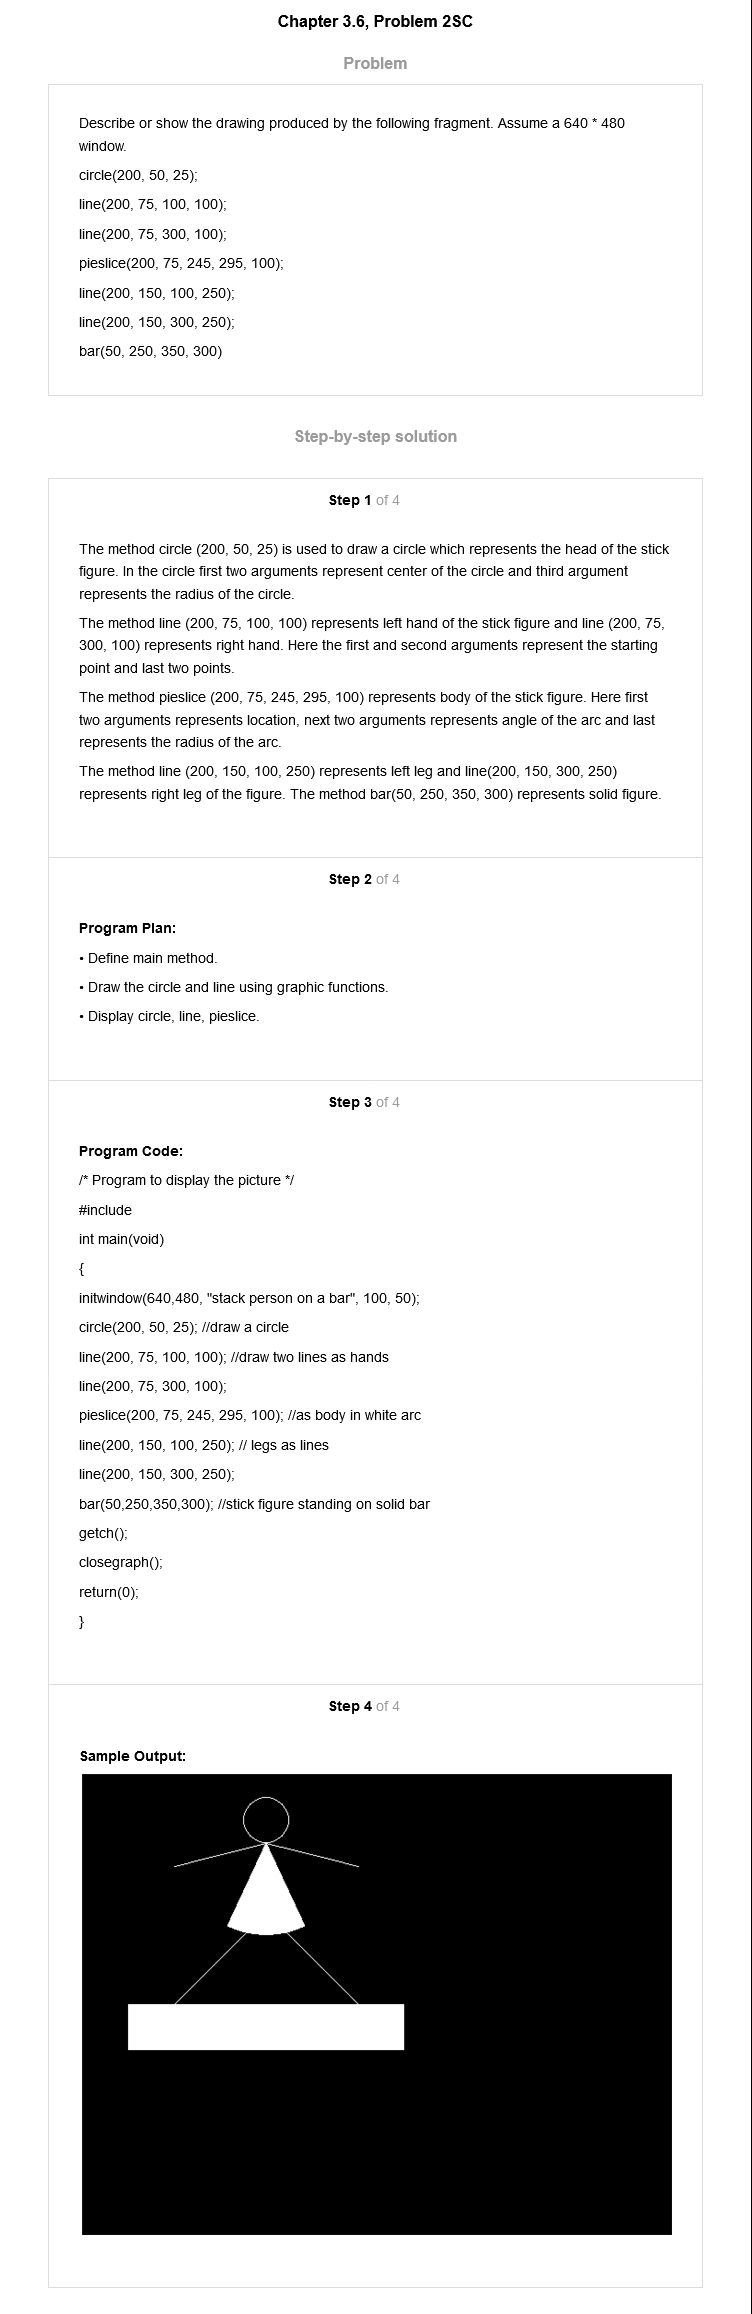 Chapter 3.6, Problem 2SC
Problem
Describe or show the drawing produced by the following fragment. Assume a 640 * 480
window.
circle(200, 50, 25);
line(200, 75, 100, 100);
line(200, 75, 300, 100);
pieslice(200, 75, 245, 295, 100);
line(200, 150, 100, 250);
line(200, 150, 300, 250);
bar(50, 250, 350, 300)
Step-by-step solution
Step 1 of 4
The method circle (200, 50, 25) is used to draw a circle which represents the head of the stick
figure. In the circle first two arguments represent center of the circle and third argument
represents the radius of the circle.
The method line (200, 75, 100, 100) represents left hand of the stick figure and line (200, 75,
300, 100) represents right hand. Here the first and second arguments represent the starting
point and last two points.
The method pieslice (200, 75, 245, 295, 100) represents body of the stick figure. Here first
two arguments represents location, next two arguments represents angle of the arc and last
represents the radius of the arc.
The method line (200, 150, 100, 250) represents left leg and line(200, 150, 300, 250)
represents right leg of the figure. The method bar(50, 250, 350, 300) represents solid figure.
Step 2 of 4
Program Plan:
• Define main method.
• Draw the circle and line using graphic functions.
• Display circle, line, pieslice.
Step 3 of 4
Program Code:
/* Program to display the picture */
#include
int main(void)
{
initwindow(640,480, "stack person on a bar", 100, 50);
circle(200, 50, 25); //draw a circle
line(200, 75, 100, 100); //draw two lines as hands
line(200, 75, 300, 100);
pieslice(200, 75, 245, 295, 100); //as body in white arc
line(200, 150, 100, 250); // legs as lines
line(200, 150, 300, 250);
bar(50,250,350,300); //stick figure standing on solid bar
getch();
closegraph();
return(0);
}
Step 4 of 4
Sample Output: